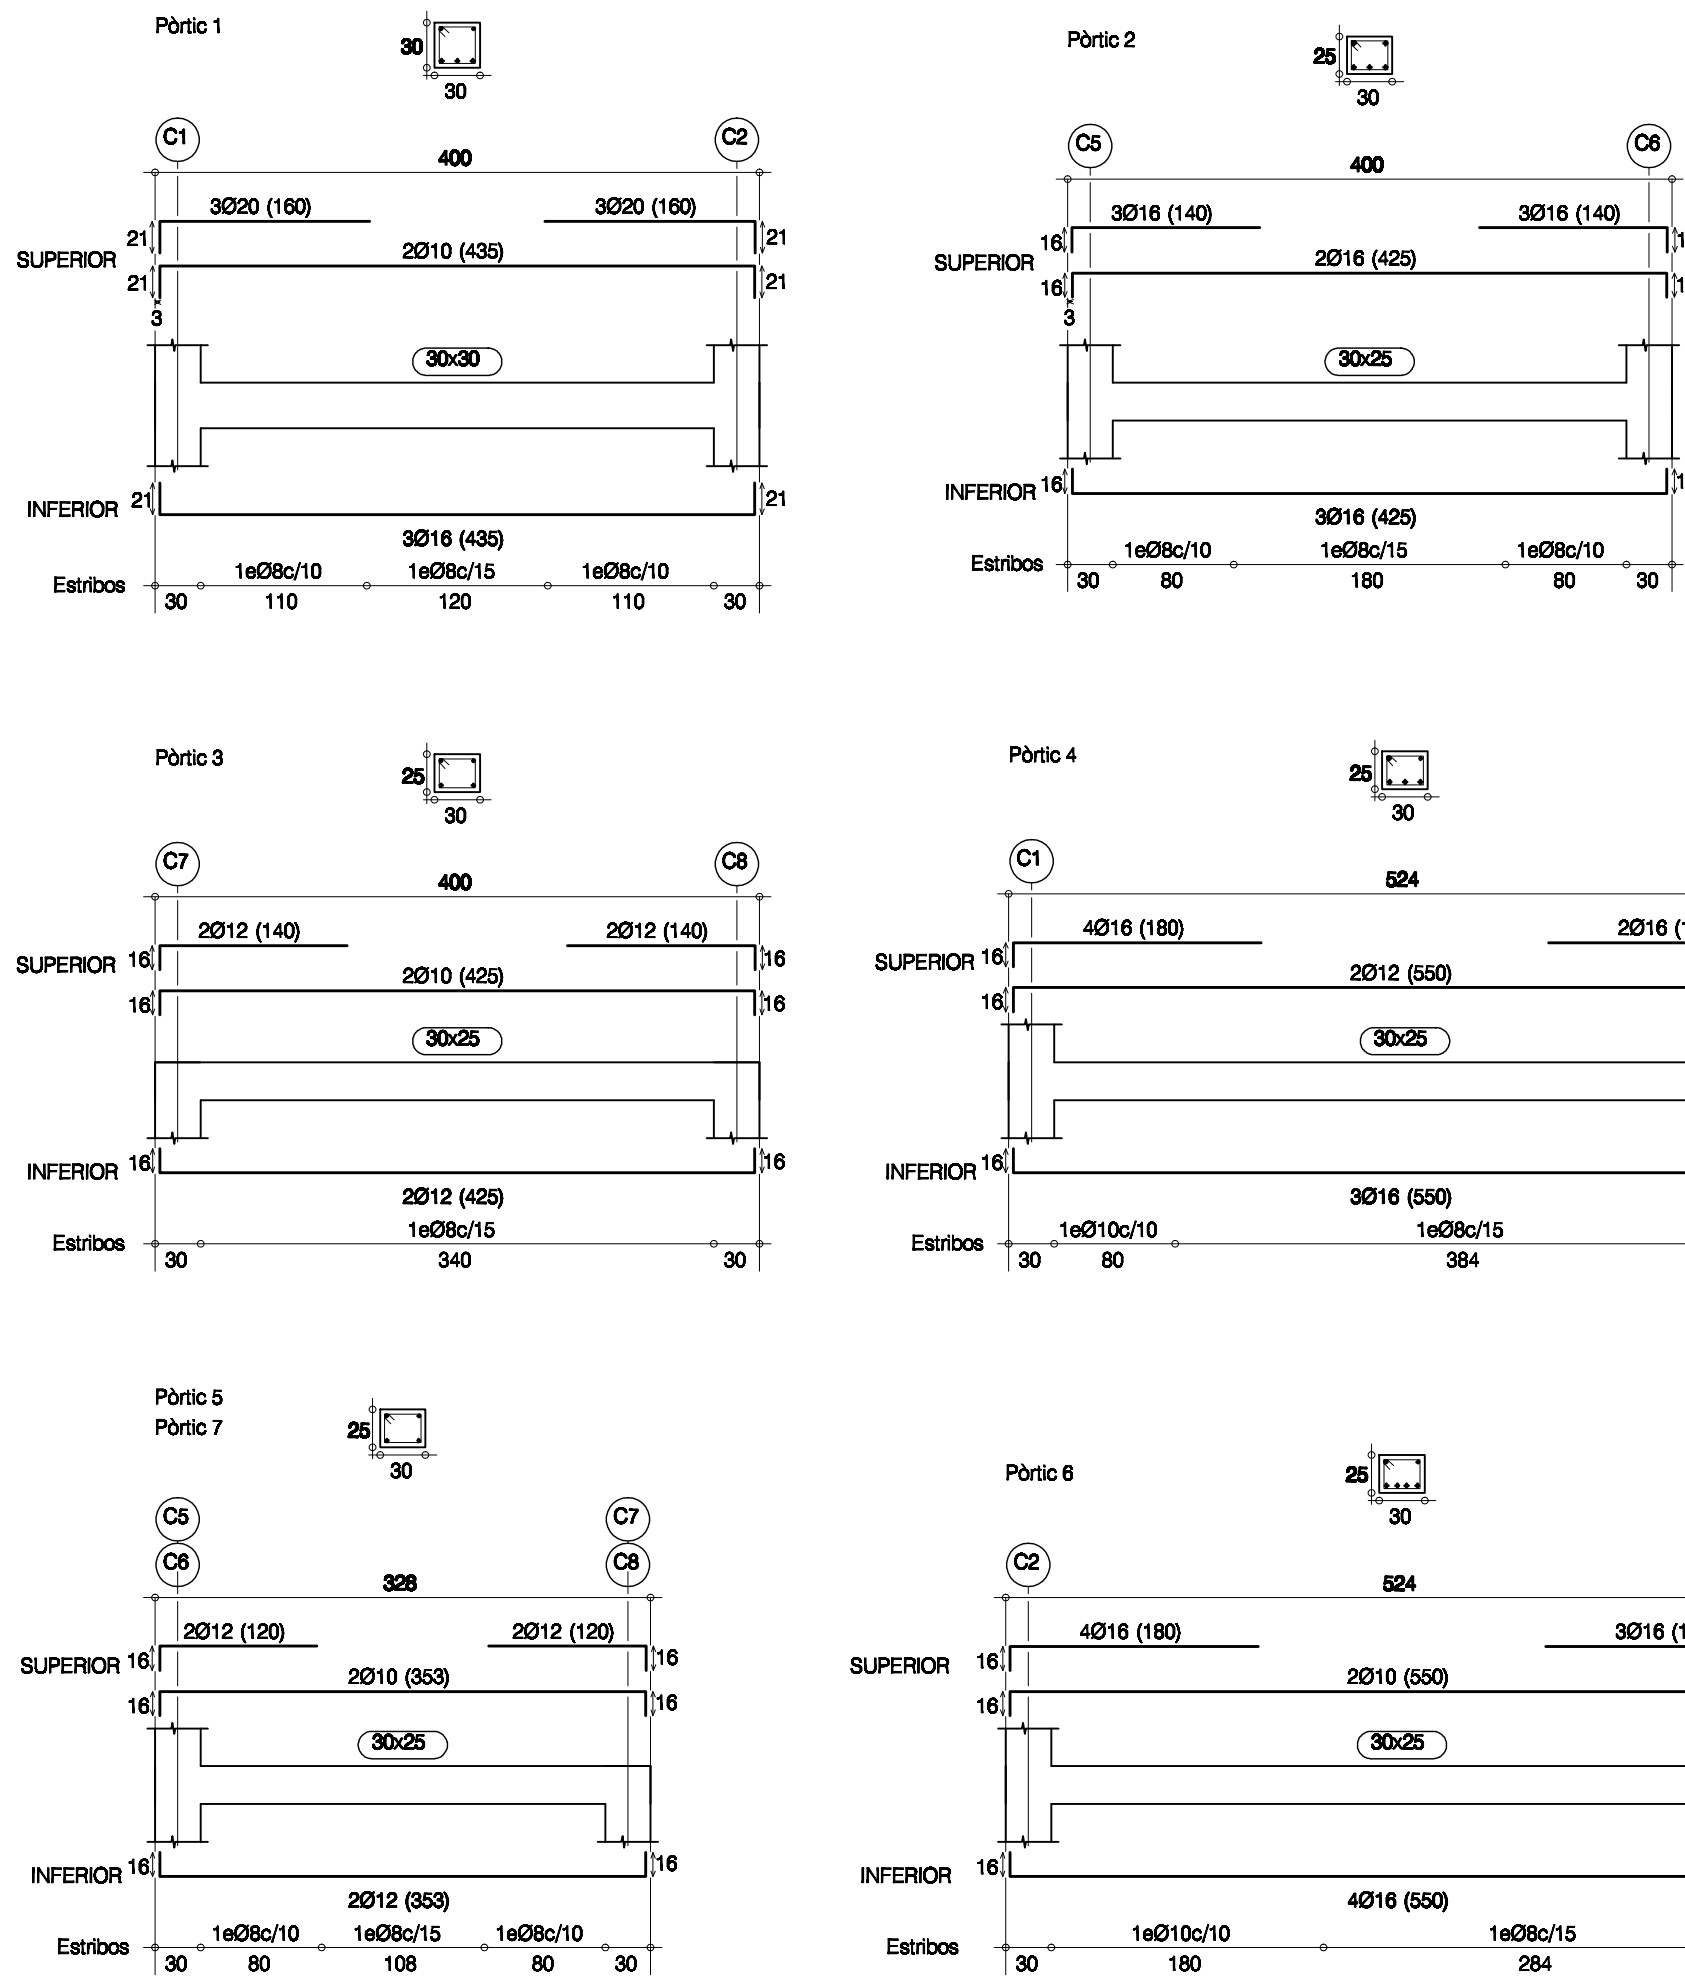 Pòrtic 1
30
30
C1 C2
400
3Ø20 (160) 3Ø20 (160)
21 21
SUPERIOR
2Ø10 (435)
21 21
3
30x30
21 21
INFERIOR
3Ø16 (435)
1eØ8c/10 1eØ8c/15 1eØ8c/10
Estribos
30 110 120 110 30
Pòrtic 2
25
30
C5 C6
400
3Ø16 (140) 3Ø16 (140)
16
SUPERIOR
2Ø16 (425)
16
3
30x25
INFERIOR 16
3Ø16 (425)
1eØ8c/10 1eØ8c/15 1eØ8c/10
Estribos
30 80 180 80 30
Pòrtic 3
25
30
C7 C8
400
2Ø12 (140) 2Ø12 (140)
SUPERIOR 16 16
2Ø10 (425)
16 16
30x25
INFERIOR 16 16
2Ø12 (425)
1eØ8c/15
Estribos
30 340 30
Pòrtic 4
25
30
C1
524
4Ø16 (180) 2Ø16
SUPERIOR 16
2Ø12 (550)
16
30x25
INFERIOR 16
3Ø16 (550)
1eØ10c/10 1eØ8c/15
Estribos
30 80 384
Pòrtic 5
Pòrtic 7
25
30
C5 C7
C6 C8
328
2Ø12 (120) 2Ø12 (120)
SUPERIOR 16 16
2Ø10 (353)
16 16
30x25
INFERIOR 16 16
2Ø12 (353)
1eØ8c/10 1eØ8c/15 1eØ8c/10
Estribos
30 80 108 80 30
Pòrtic 6
25
30
C2
524
4Ø16 (180) 3Ø16
SUPERIOR 16
2Ø10 (550)
16
30x25
INFERIOR 16
4Ø16 (550)
1eØ10c/10 1eØ8c/15
Estribos
30 180 284